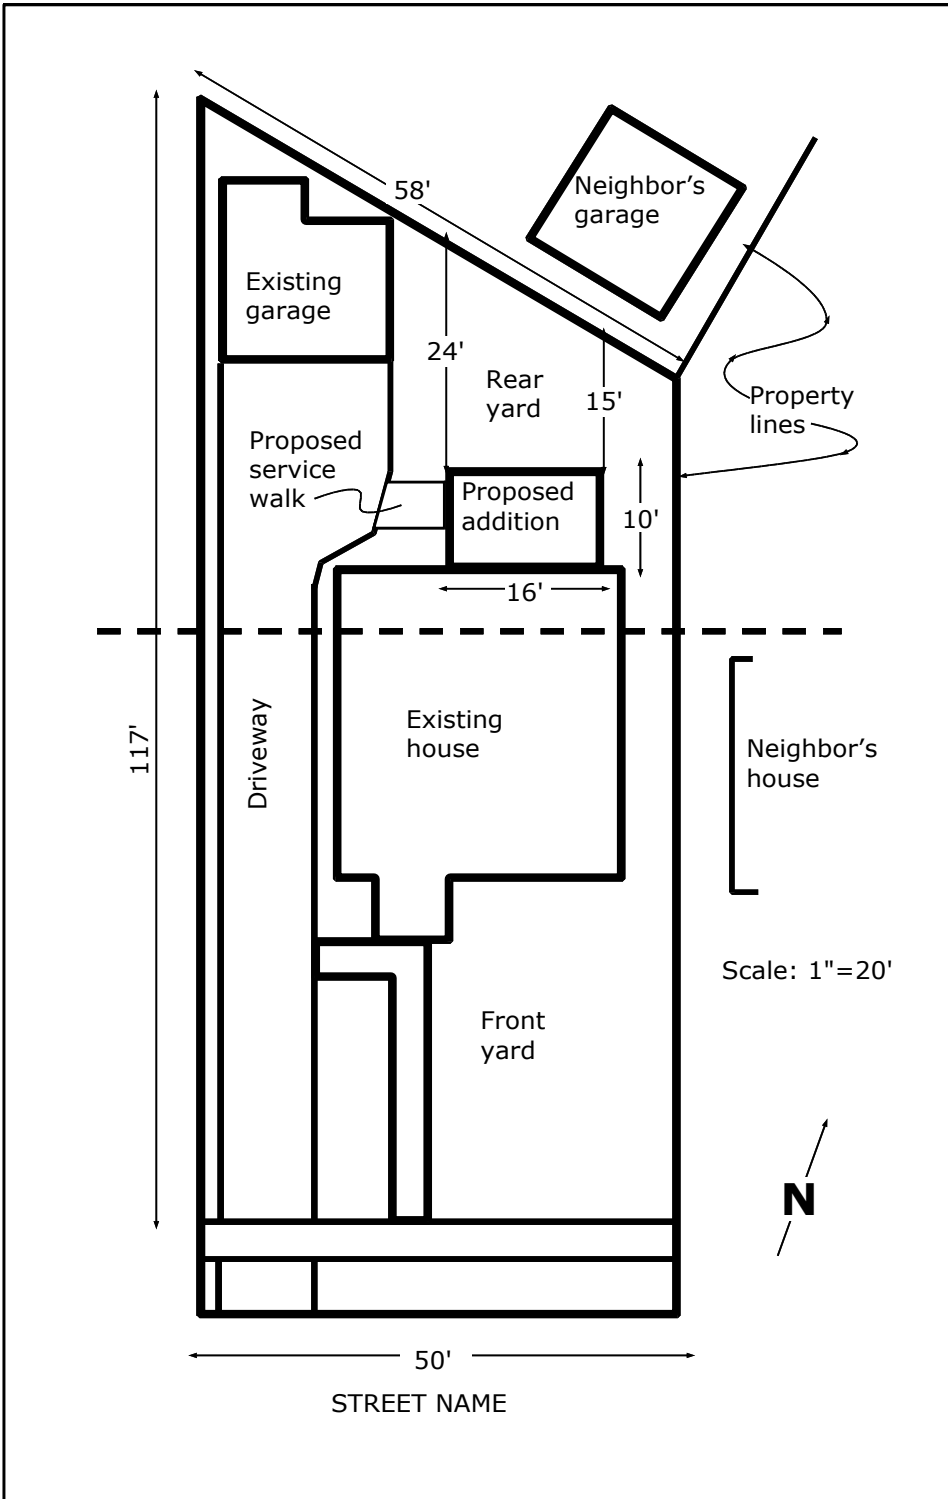 58'
Neighbor’s
garage
Existing
garage
24'
Rear
yard
15'
Property
lines
Proposed
service
walk
Proposed
addition
10'
16'
117'
Driveway
Existing
house
Neighbor’s
house
Scale: 1"=20'
Front
yard
N
50'
STREET NAME